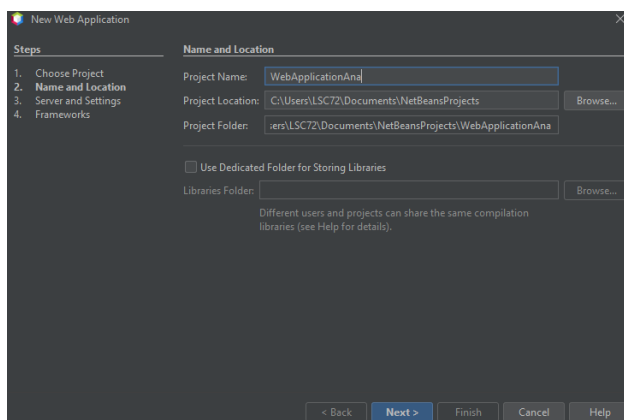 New Web Application
Steps
1. Choose Project
2. Name and Location
3. Server and Settings
4. Frameworks
Name and Location
Project Name: WebApplicationAna
Project Location: C:\Users\LSC72\Documents\NetBeansProjects Browse...
Project Folder: sers\LSC72\Documents\NetBeansProjects\WebApplicationAna
Use Dedicated Folder for Storing Libraries
Libraries Folder: Browse...
Different users and projects can share the same compilation
libraries (see Help for details).
< Back Next > Finish Cancel Help